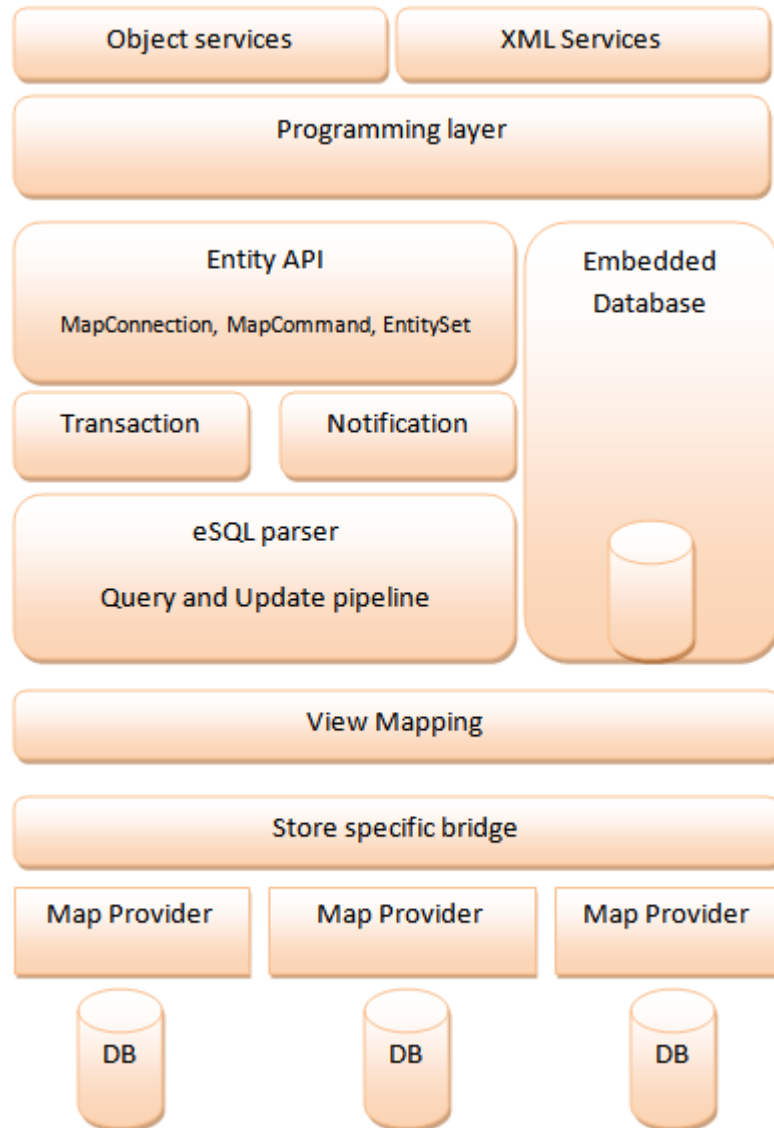 Object services
XML Services
Programming layer
Entity API
MapConnection, MapCommand, EntitySet
Embedded
Database
Transaction
Notification
eSQL parser
Query and Update pipeline
View Mapping
Store specific bridge
Map Provider
Map Provider
Map Provider
DB
DB
DB